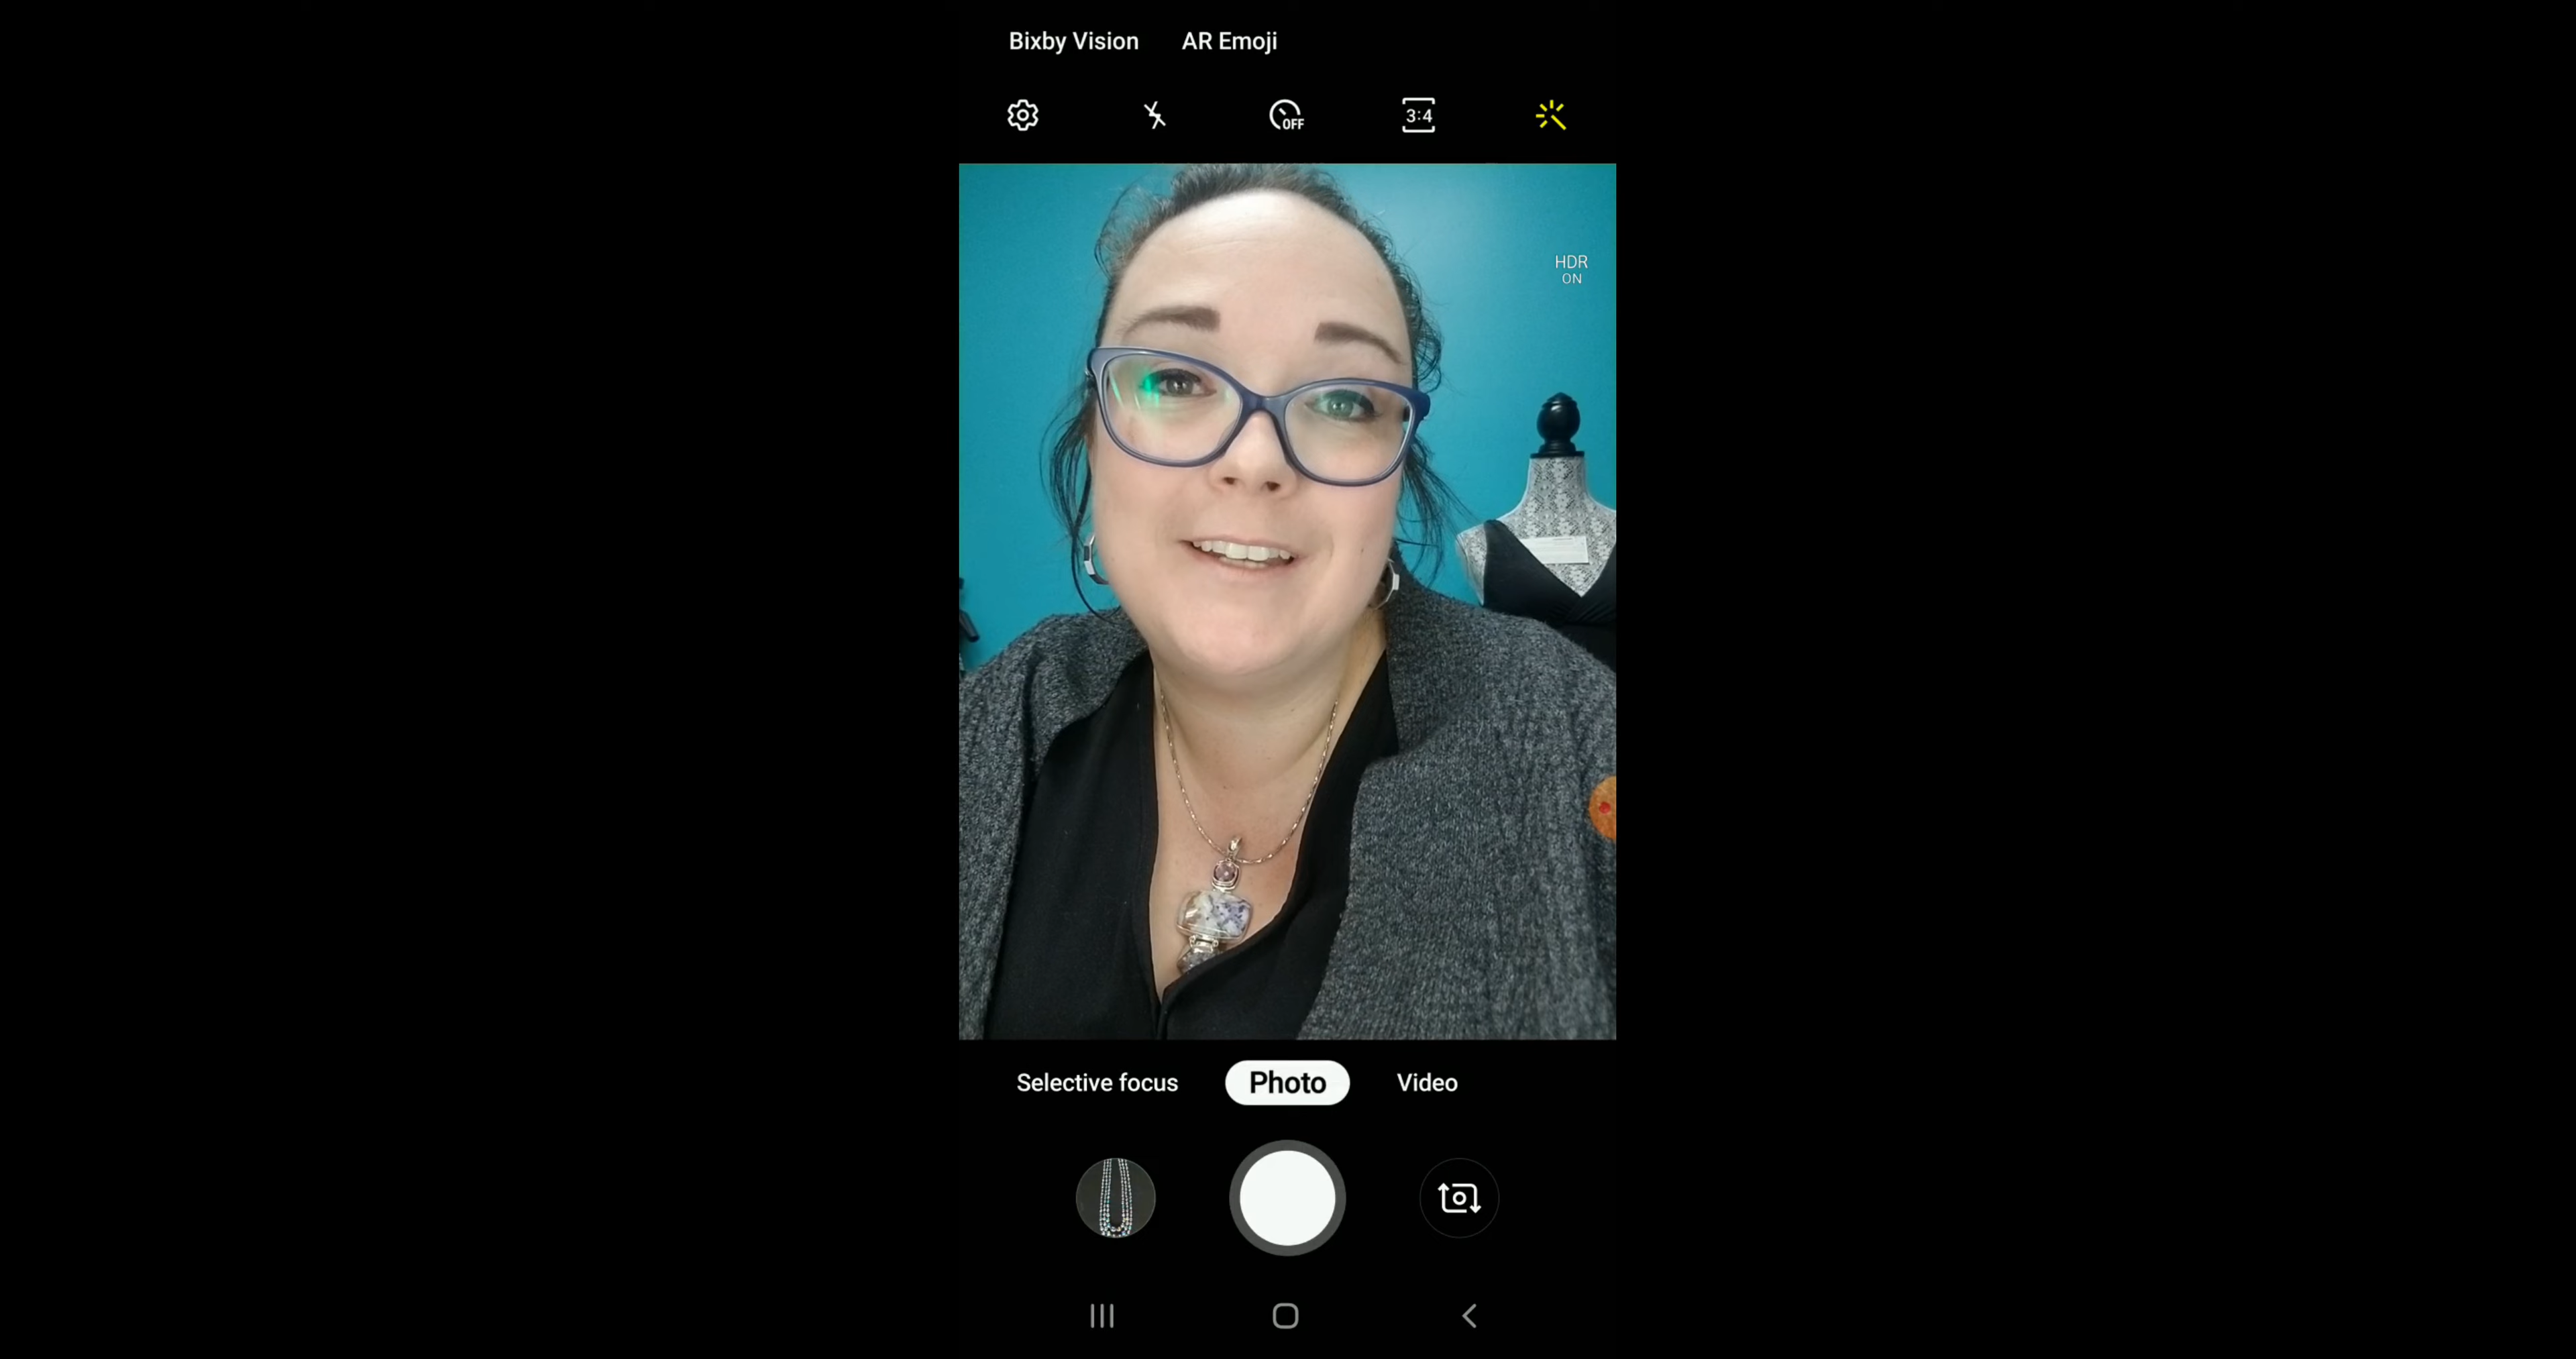 Bixby Vision AR Emoji
OFF 3:4
HDR
ON
Selective focus Photo Video